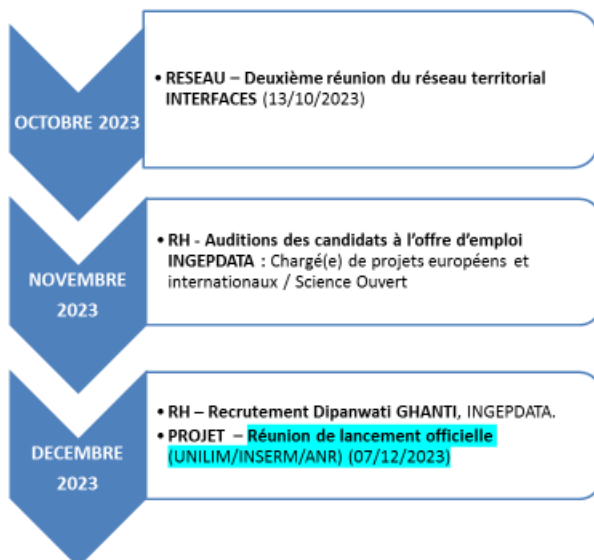 OCTOBRE 2023
• RESEAU – Deuxième réunion du réseau territorial
INTERFACES (13/10/2023)
NOVEMBRE
2023
• RH - Auditions des candidats à l'offre d'emploi
INGEPDATA : Chargé(e) de projets européens et
internationaux / Science Ouvert
DECEMBRE
2023
• RH – Recrutement Dipanwati GHANTI, INGEPDATA.
• PROJET – Réunion de lancement officielle
(UNILIM/INSERM/ANR) (07/12/2023)